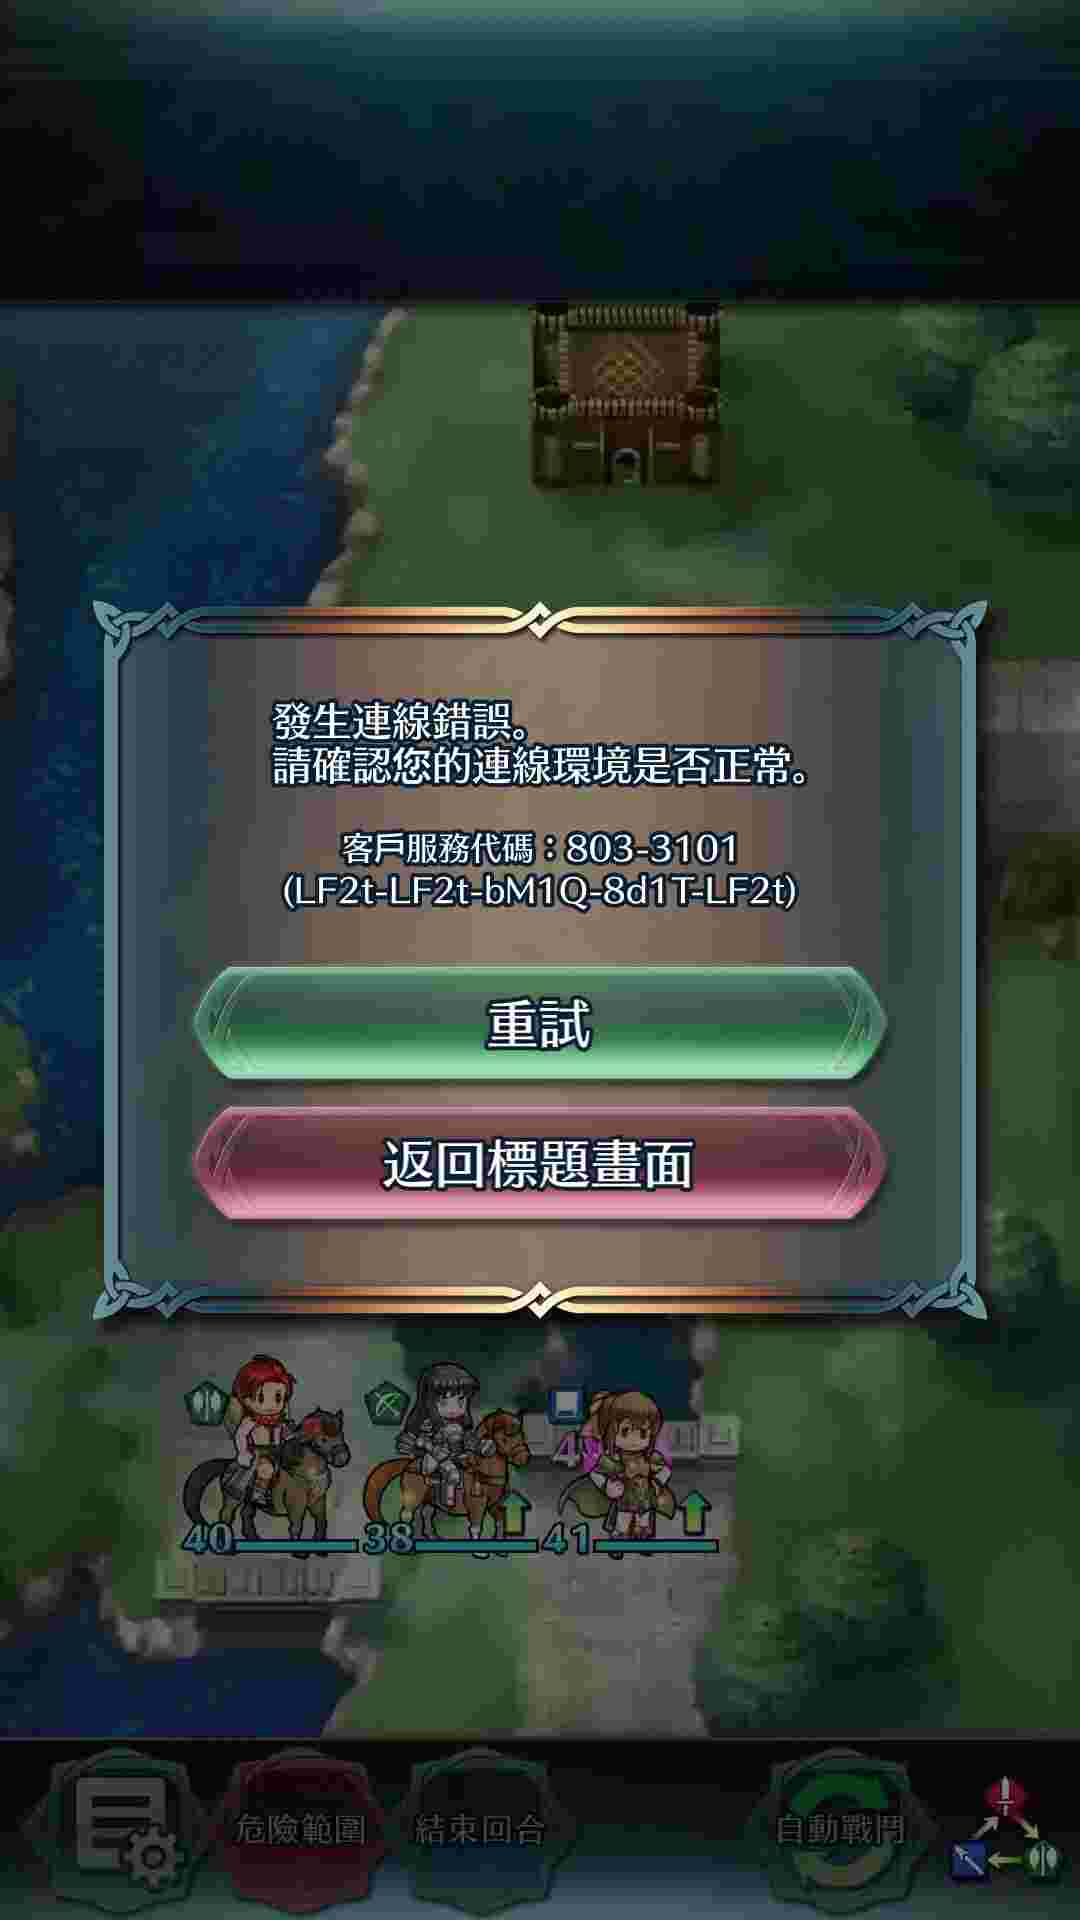 發生連線錯誤。
請確認您的連線環境是否正常。
客戶服務代碼：803-3101
(LF2t-LF2t-bM1Q-8d1T-LF2t)
重試
返回標題畫面
40
38
41
危險範圍
結束回合
自動戰鬥